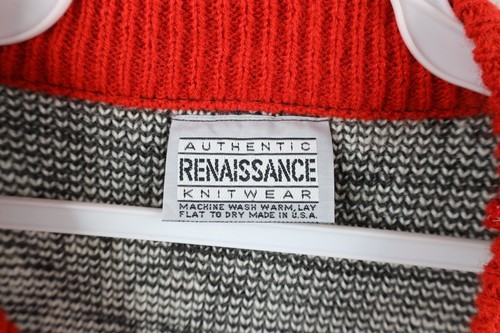 AUTHENTIC
RENAISSANCE
KNITWEAR
MACHINE WASH WARM, LAY
FLAT TO DRY MADE IN U.S.A.